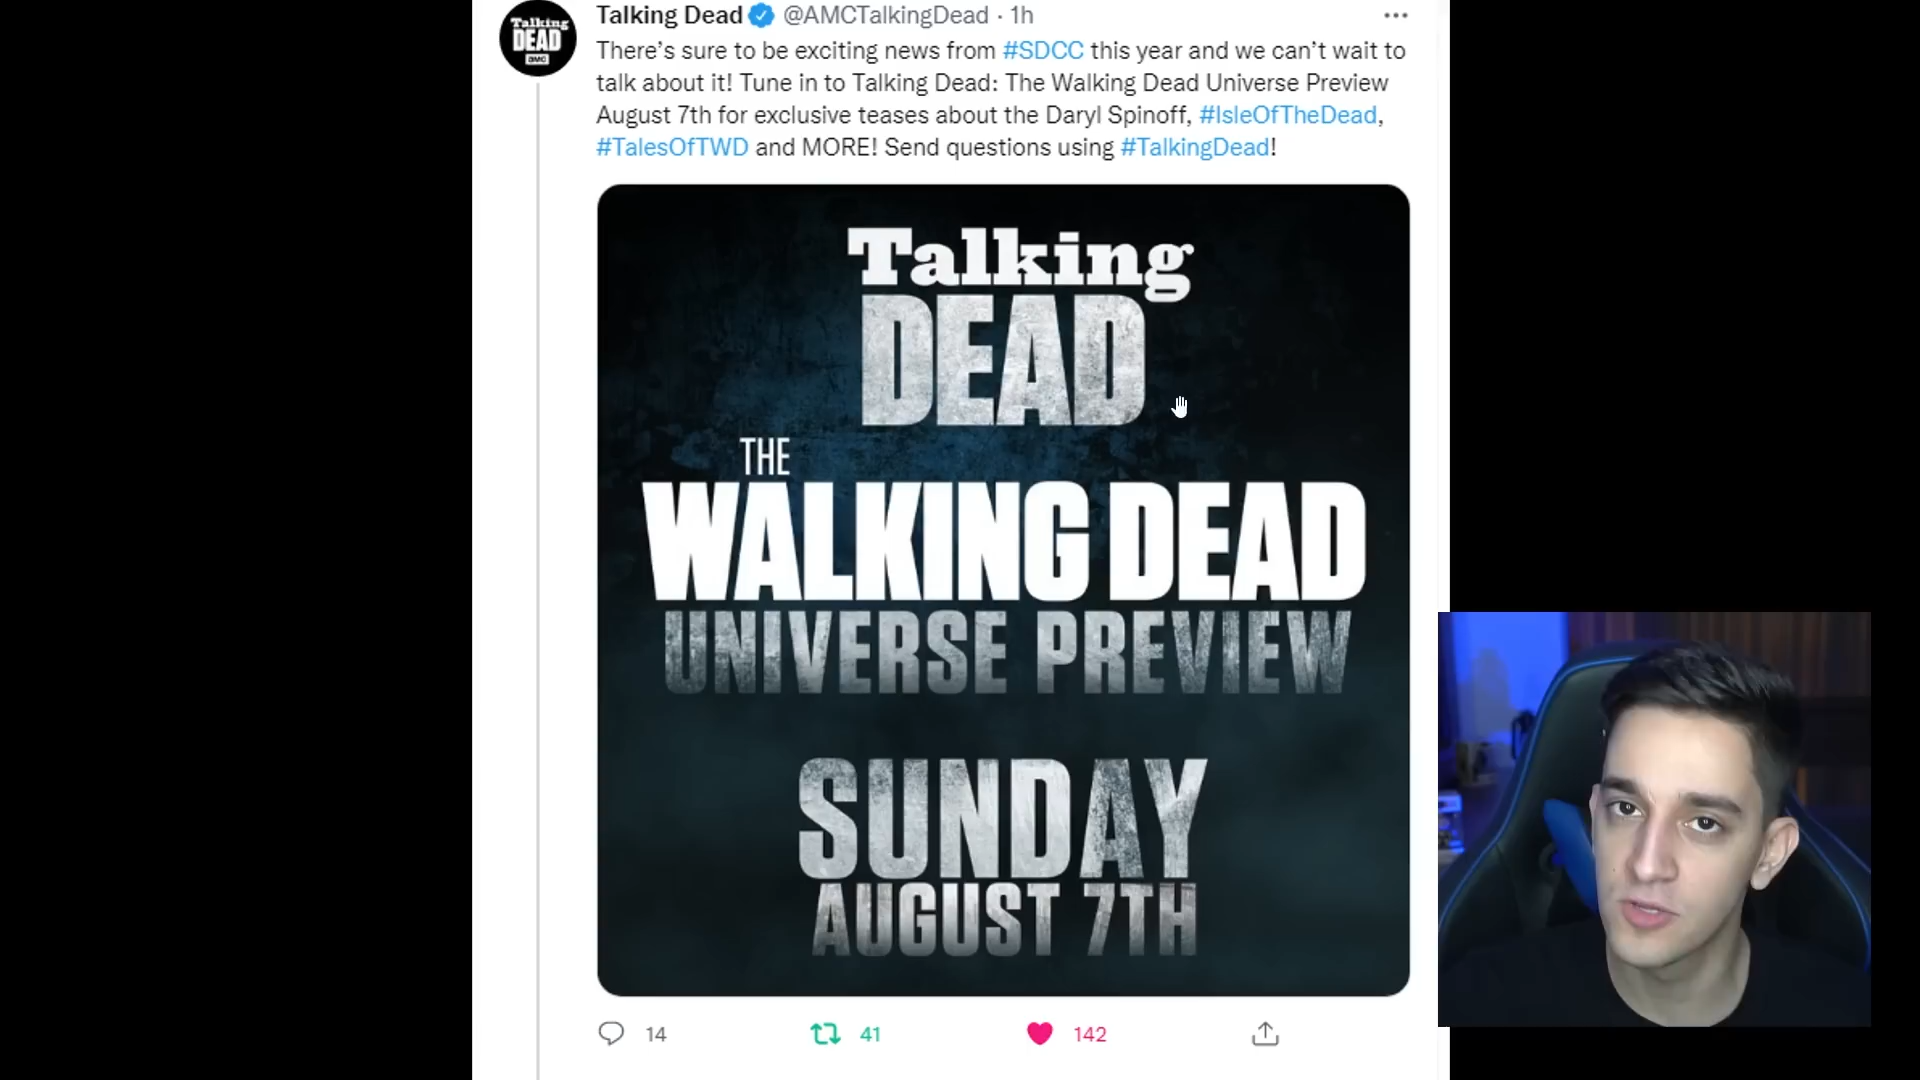 Talking
DEAD
AMC
Talking Dead @AMCTalkingDead · 1h
There’s sure to be exciting news from #SDCC this year and we can’t wait to
talk about it! Tune in to Talking Dead: The Walking Dead Universe Preview
August 7th for exclusive teases about the Daryl Spinoff, #IsleOfTheDead,
#TalesOfTWD and MORE! Send questions using #TalkingDead!
Talking
DEAD
THE
WALKING DEAD
UNIVERSE PREVIEW
SUNDAY
AUGUST 7TH
14 41 142